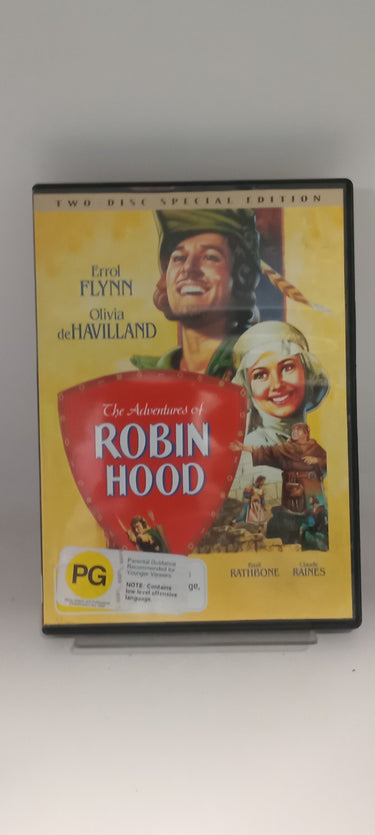 TWO-DISC SPECIAL EDITION
Errol
FLYNN
Olivia
deHAVILLAND
The Adventures of
ROBIN
HOOD
PG
Parental Guidance
Recommended for
Younger Viewers
NOTE: Contains
low level offensive
language.
ge,
Basil
RATHBONE
Claude
RAINES